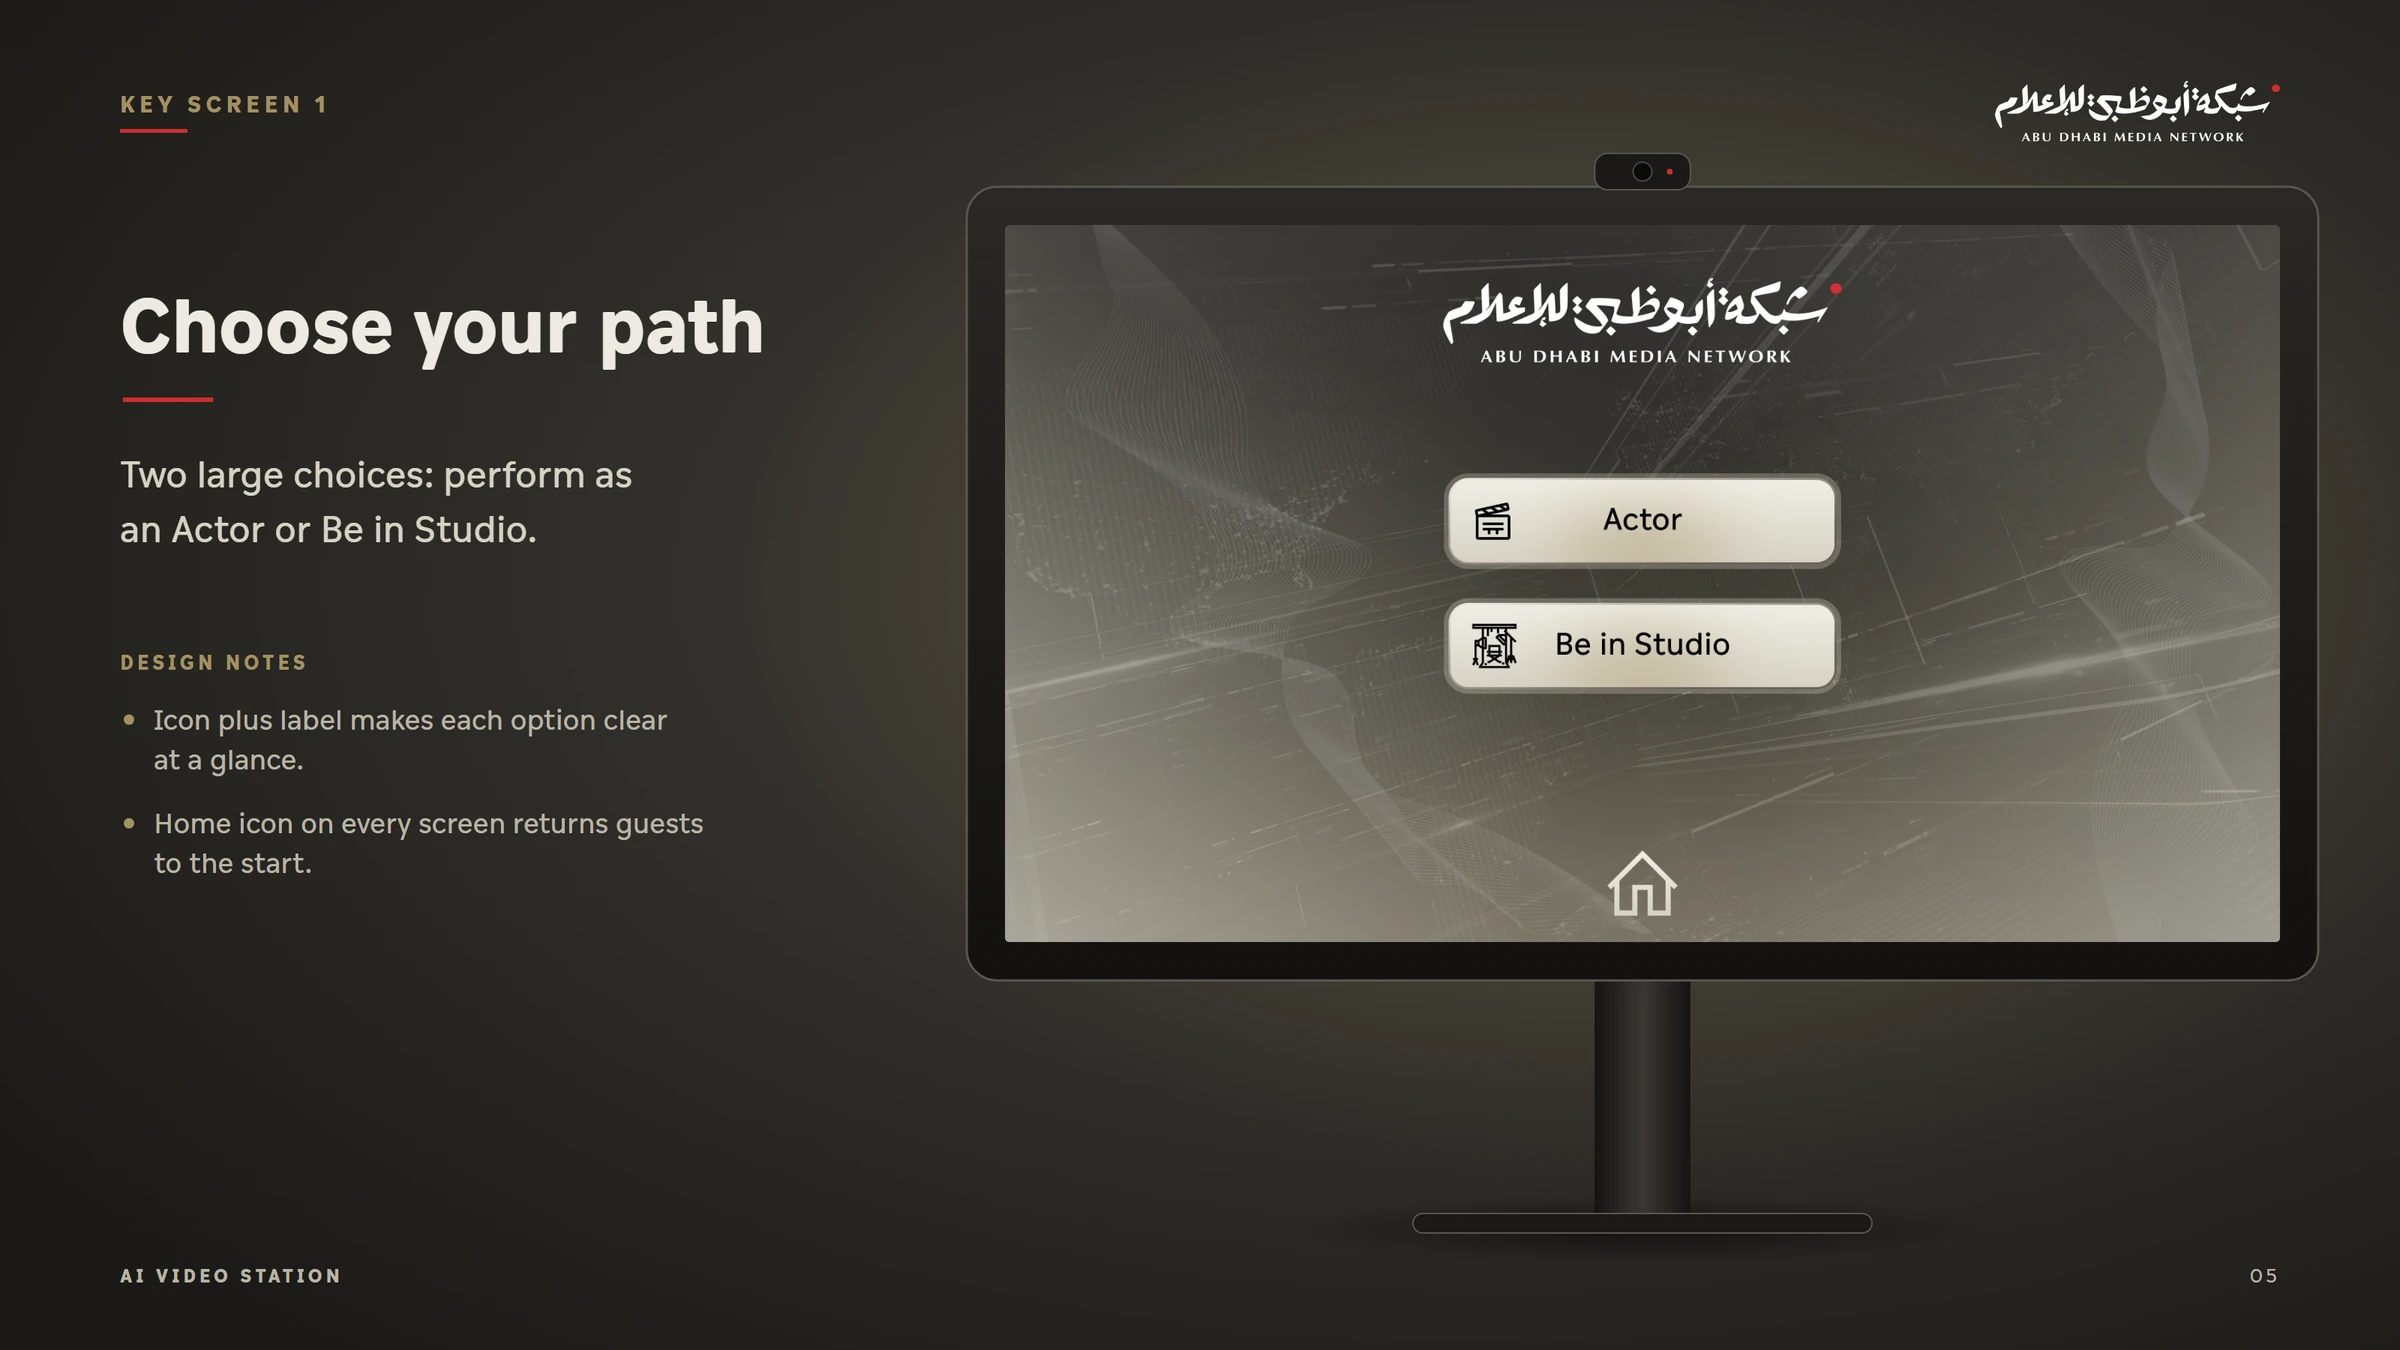 KEY SCREEN 1
شبكة أبوظبي للإعلام
ABU DHABI MEDIA NETWORK
Choose your path
Two large choices: perform as
an Actor or Be in Studio.
DESIGN NOTES
Icon plus label makes each option clear
at a glance.
Home icon on every screen returns guests
to the start.
شبكة أبوظبي للإعلام
ABU DHABI MEDIA NETWORK
Actor
Be in Studio
AI VIDEO STATION
05